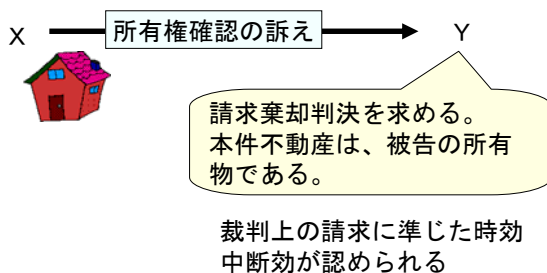 X
所有権確認の訴え
Y
請求棄却判決を求める。
本件不動産は、被告の所有
物である。
裁判上の請求に準じた時効
中断効が認められる